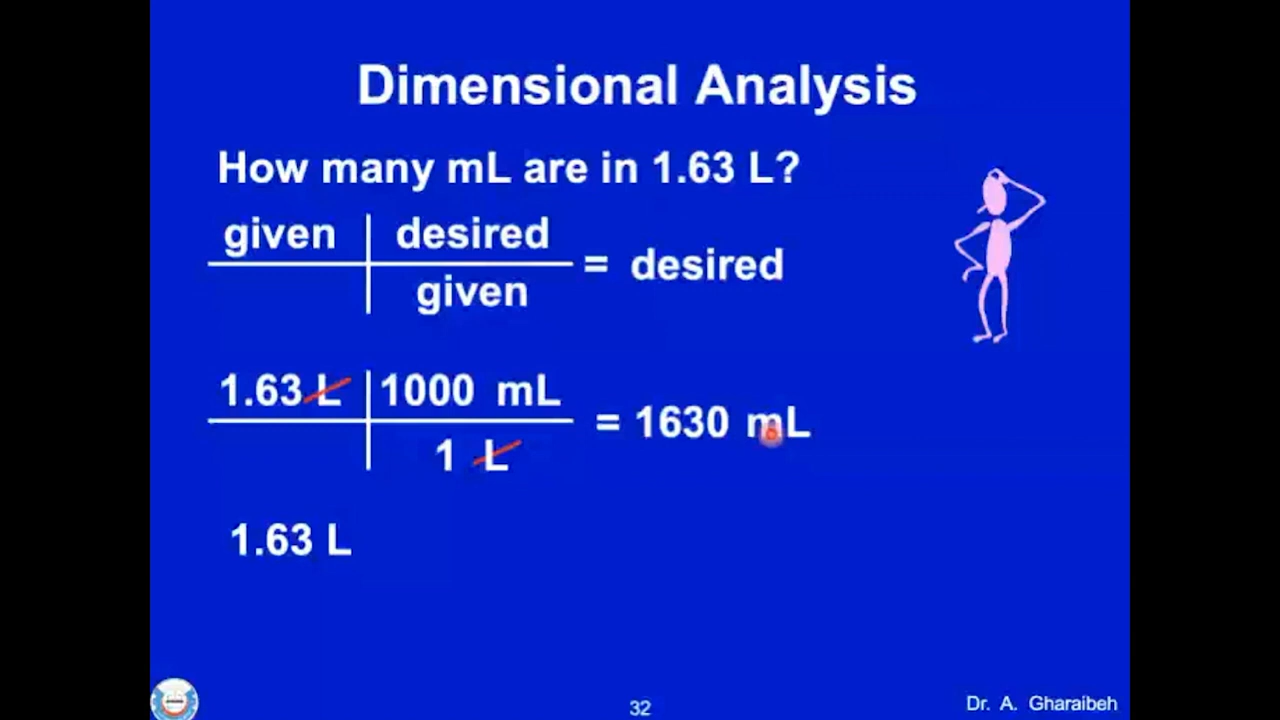 Dimensional Analysis
How many mL are in 1.63 L?
given desired
given
= desired
1.63 L 1000 mL
1 L
= 1630 mL
1.63 L
32
Dr. A. Gharaibeh